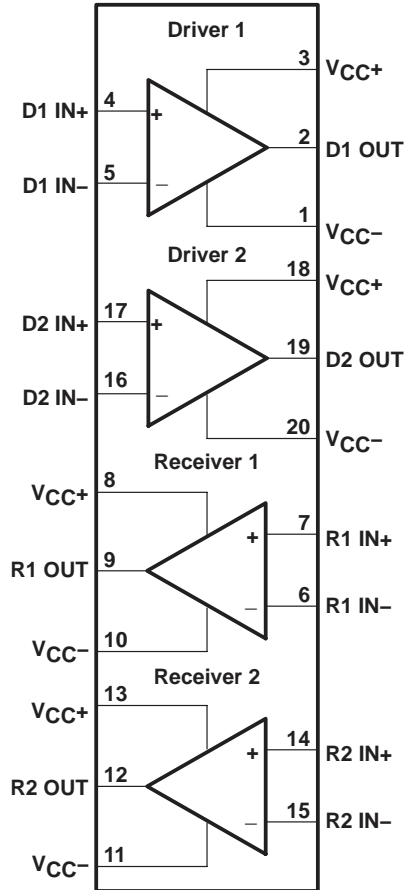 Driver 1
3 VCC+
D1 IN+ 4 +
2 D1 OUT
D1 IN− 5 −
1 VCC−
Driver 2
18 VCC+
D2 IN+ 17 +
19 D2 OUT
D2 IN− 16 −
20 VCC−
Receiver 1
VCC+ 8
+ 7 R1 IN+
R1 OUT 9
− 6 R1 IN−
VCC− 10
Receiver 2
VCC+ 13
+ 14 R2 IN+
R2 OUT 12
− 15 R2 IN−
VCC− 11